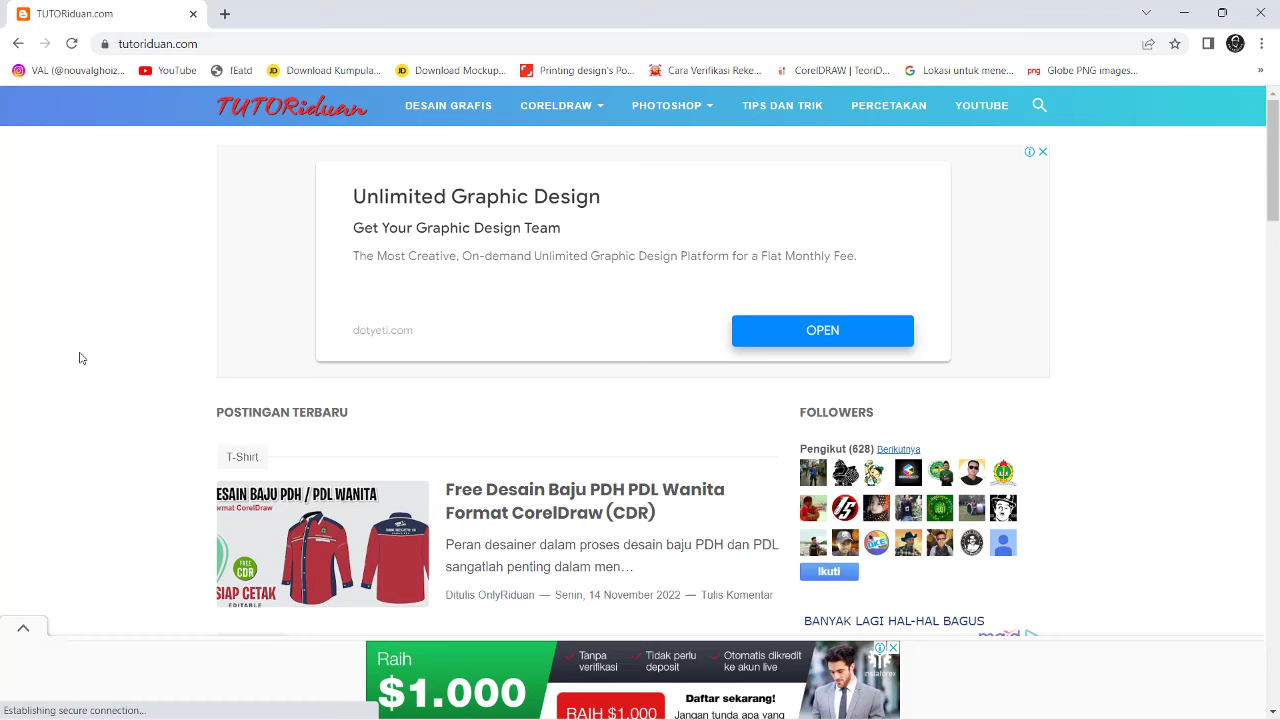 TUTORiduan.com
tutoriduan.com
VAL (@nouvalghoiz...
YouTube
fEatd
Download Kumpula...
Download Mockup...
Printing design's Po...
Cara Verifikasi Reke...
CorelDRAW | TeoriD...
Lokasi untuk mene...
png Globe PNG images...
TUTORiduan
DESAIN GRAFIS
CORELDRAW
PHOTOSHOP
TIPS DAN TRIK
PERCETAKAN
YOUTUBE
Unlimited Graphic Design
Get Your Graphic Design Team
The Most Creative, On-demand Unlimited Graphic Design Platform for a Flat Monthly Fee.
dotyeti.com
OPEN
POSTINGAN TERBARU
T-Shirt
ESAIN BAJU PDH / PDL WANITA
ormat CorelDraw
FREE
CDR
SIAP CETAK
EDITABLE
Free Desain Baju PDH PDL Wanita
Format CorelDraw (CDR)
Peran desainer dalam proses desain baju PDH dan PDL
sangatlah penting dalam men…
Ditulis OnlyRiduan — Senin, 14 November 2022 — Tulis Komentar
FOLLOWERS
Pengikut (628) Berikutnya
Ikuti
BANYAK LAGI HAL-HAL BAGUS
Raih
$1.000
Tanpa
verifikasi
Tidak perlu
deposit
Otomatis dikredit
ke akun live
RAIH $1.000
Daftar sekarang!
Jangan tunda apa yang
instaforex
Establishing secure connection...